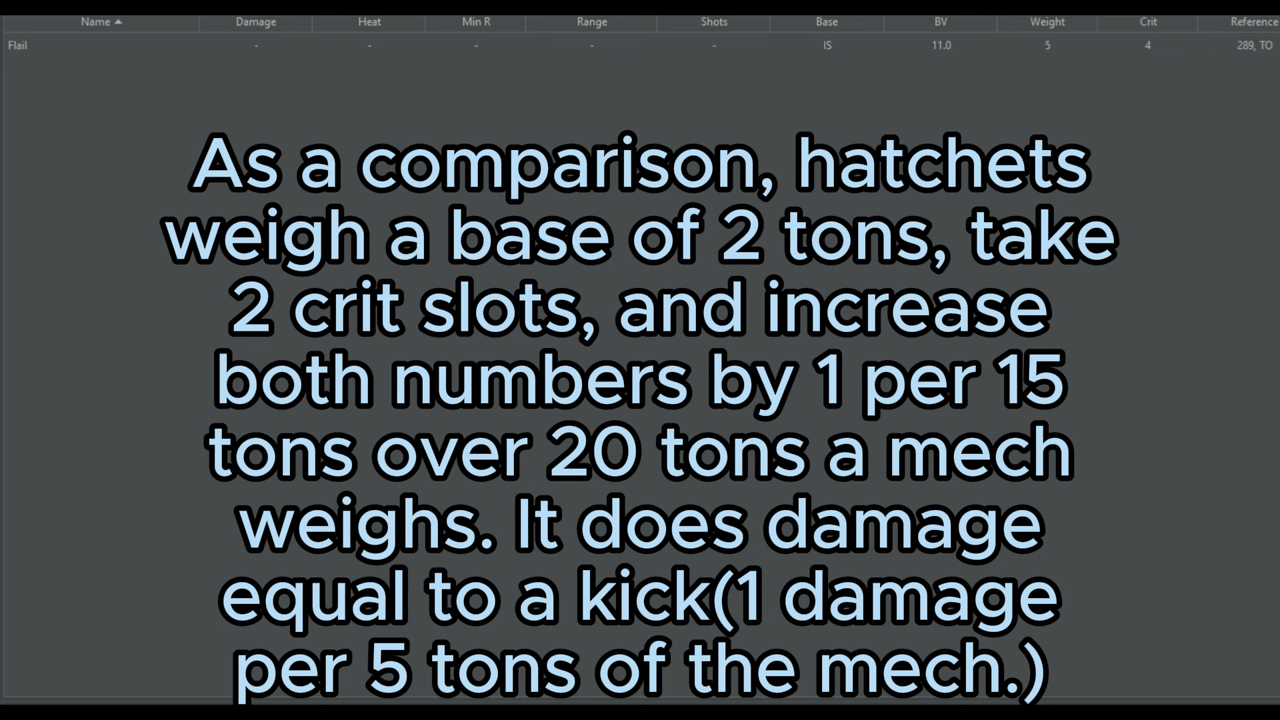 Name Damage Heat Min R Range Shots Base BV Weight Crit Reference
Flail - - - - - IS 11.0 5 4 289, TO
As a comparison, hatchets
weigh a base of 2 tons, take
2 crit slots, and increase
both numbers by 1 per 15
tons over 20 tons a mech
weighs. It does damage
equal to a kick(1 damage
per 5 tons of the mech.)